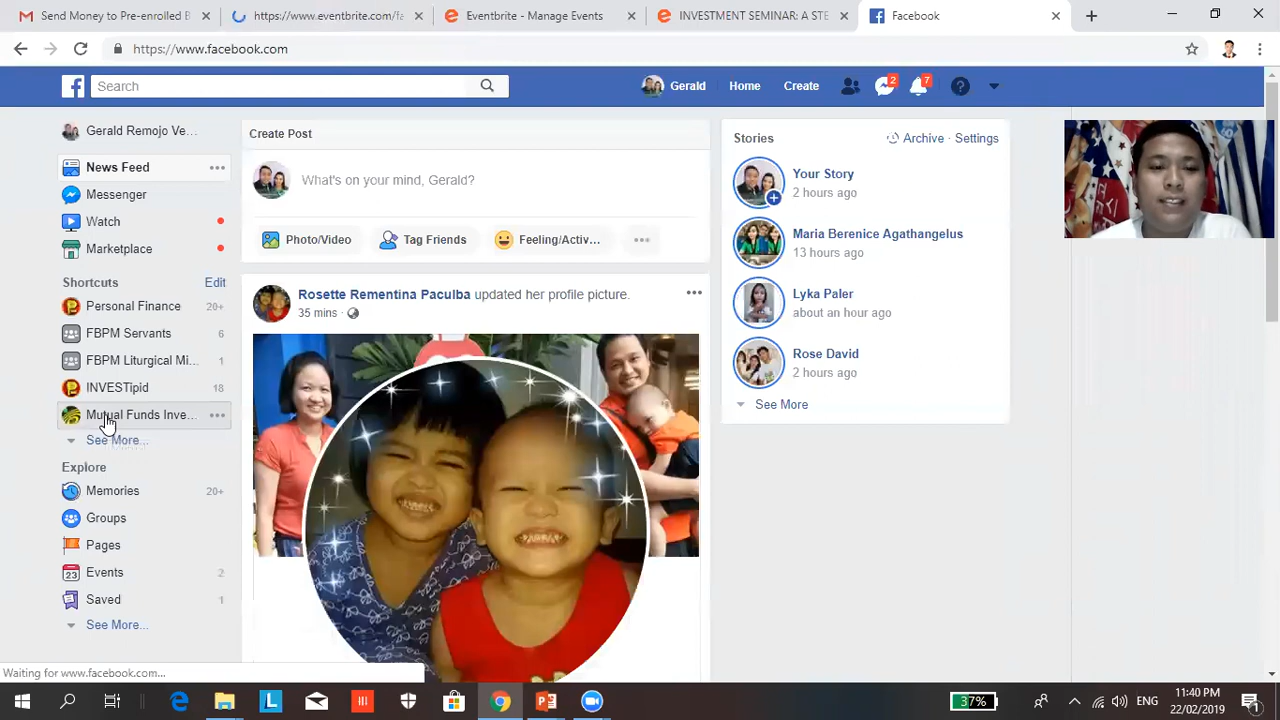 Send Money to Pre-enrolled B
https://www.eventbrite.com/
Eventbrite - Manage Events
INVESTMENT SEMINAR: A STE
Facebook
https://www.facebook.com
Search
Gerald
Home
Create
2
7
Gerald Remojo Ve...
News Feed
Messenger
Watch
Marketplace
Shortcuts
Edit
Personal Finance 20+
FBPM Servants 6
FBPM Liturgical Mi... 1
INVESTipid 18
Mutual Funds Inve...
See More...
Explore
Memories 20+
Groups
Pages
23 Events 2
Saved 1
See More...
Create Post
What's on your mind, Gerald?
Photo/Video
Tag Friends
Feeling/Activ...
Rosette Rementina Paculba updated her profile picture.
35 mins ·
Stories
Archive · Settings
Your Story
2 hours ago
Maria Berenice Agathangelus
13 hours ago
Lyka Paler
about an hour ago
Rose David
2 hours ago
See More
Waiting for www.facebook.com...
37%
ENG
11:40 PM
22/02/2019